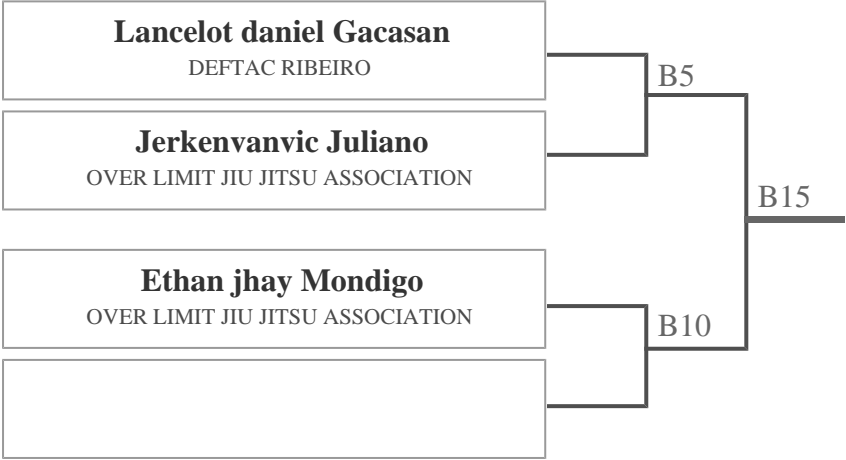 Lancelot daniel Gacasan
DEFTAC RIBEIRO
B5
Jerkenvanvic Juliano
OVER LIMIT JIU JITSU ASSOCIATION
B15
Ethan jhay Mondigo
OVER LIMIT JIU JITSU ASSOCIATION
B10